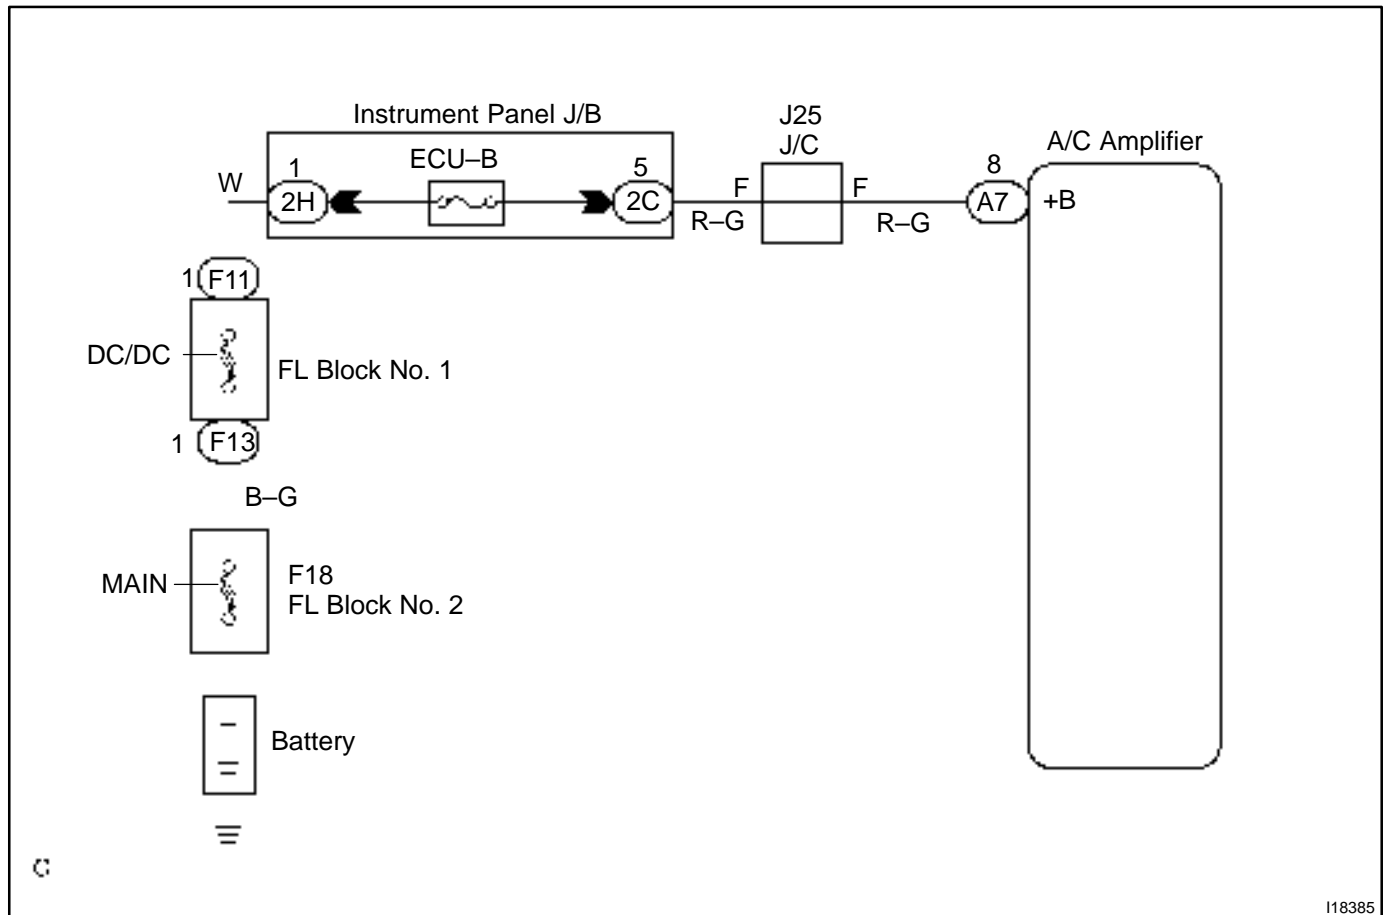 Instrument Panel J/B
J25
J/C
A/C Amplifier
1
ECU–B
5
8
W
2H
2C
F
F
A7
+B
R–G
R–G
1
F11
DC/DC
FL Block No. 1
1
F13
B–G
MAIN
F18
FL Block No. 2
Battery
I18385